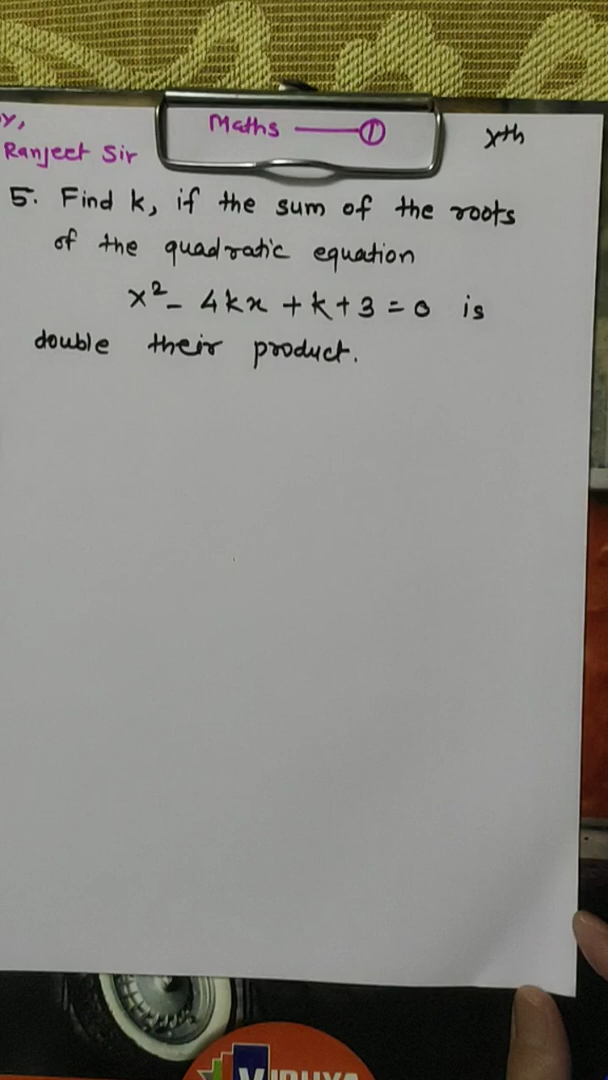 Maths ——— ①
xth
Ranjeet Sir
5. Find k, if the sum of the roots
of the quadratic equation
x² - 4kx + k + 3 = 0 is
double their product.